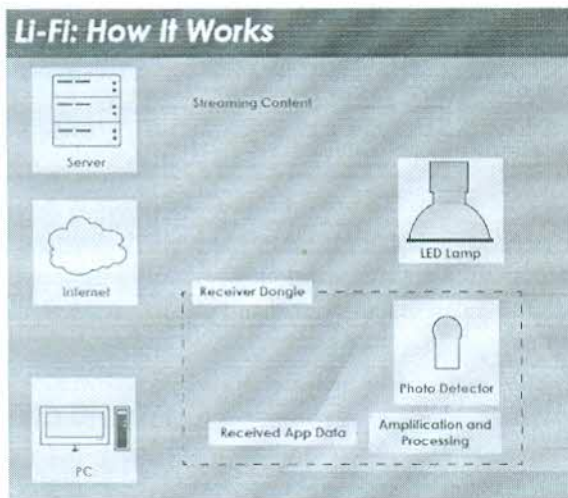 Li-Fi: How It Works
Streaming Content
Server
LED Lamp
Internet
Receiver Dongle
Photo Detector
Received App Data
Amplification and
Processing
PC